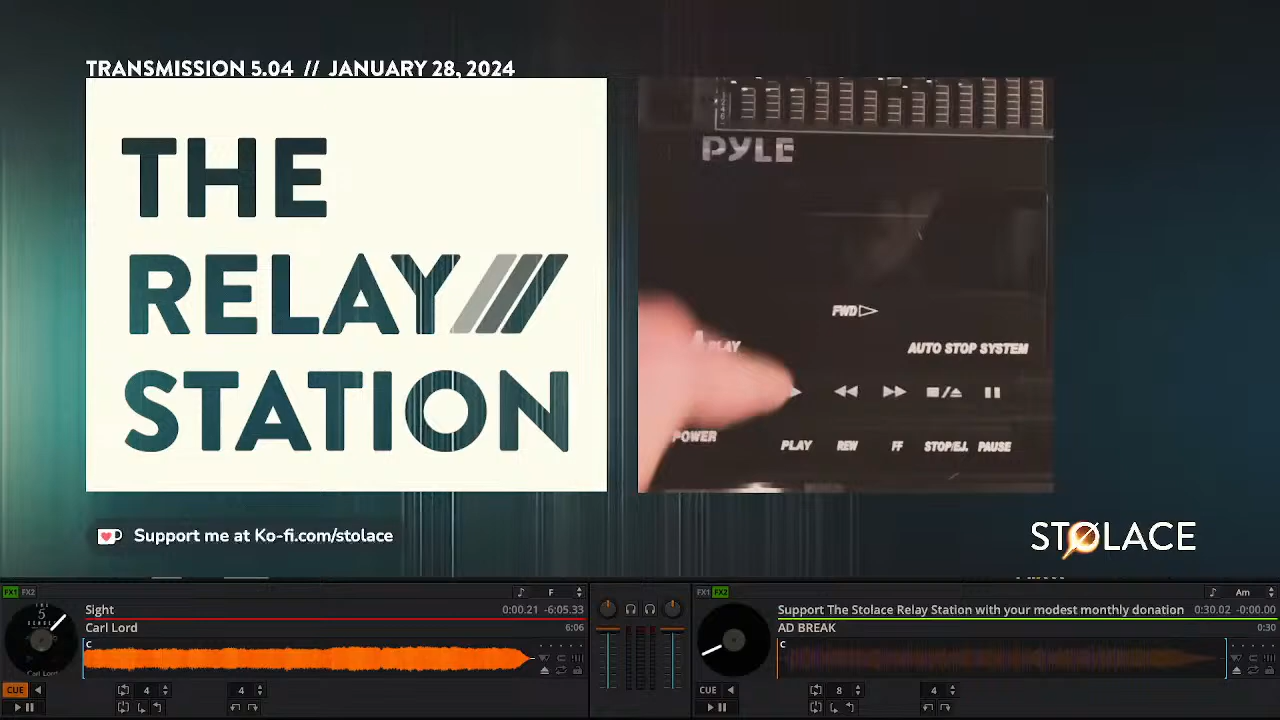 TRANSMISSION 5.04 // JANUARY 28, 2024
THE
RELAY
STATION
PYLE
FWD
PLAY
AUTO STOP SYSTEM
POWER
PLAY REW FF STOP/EJ. PAUSE
Support me at Ko-fi.com/stolace
STØLACE
FX1 FX2
F
Sight
0:00.21 -6:05.33
Carl Lord
6:06
C
CUE
4
4
FX1 FX2
Am
Support The Stolace Relay Station with your modest monthly donation
0:30.02 -0:00.00
AD BREAK
0:30
C
CUE
8
4